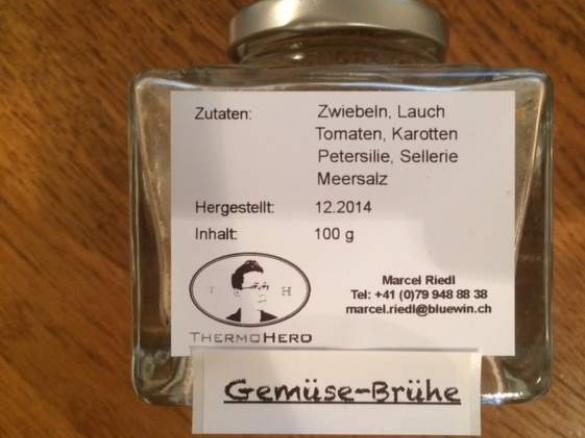 Zutaten: Zwiebeln, Lauch
Tomaten, Karotten
Petersilie, Sellerie
Meersalz
Hergestellt: 12.2014
Inhalt: 100 g
T H
THERMOHERO
Marcel Riedl
Tel: +41 (0)79 948 88 38
marcel.riedl@bluewin.ch
Gemüse-Brühe